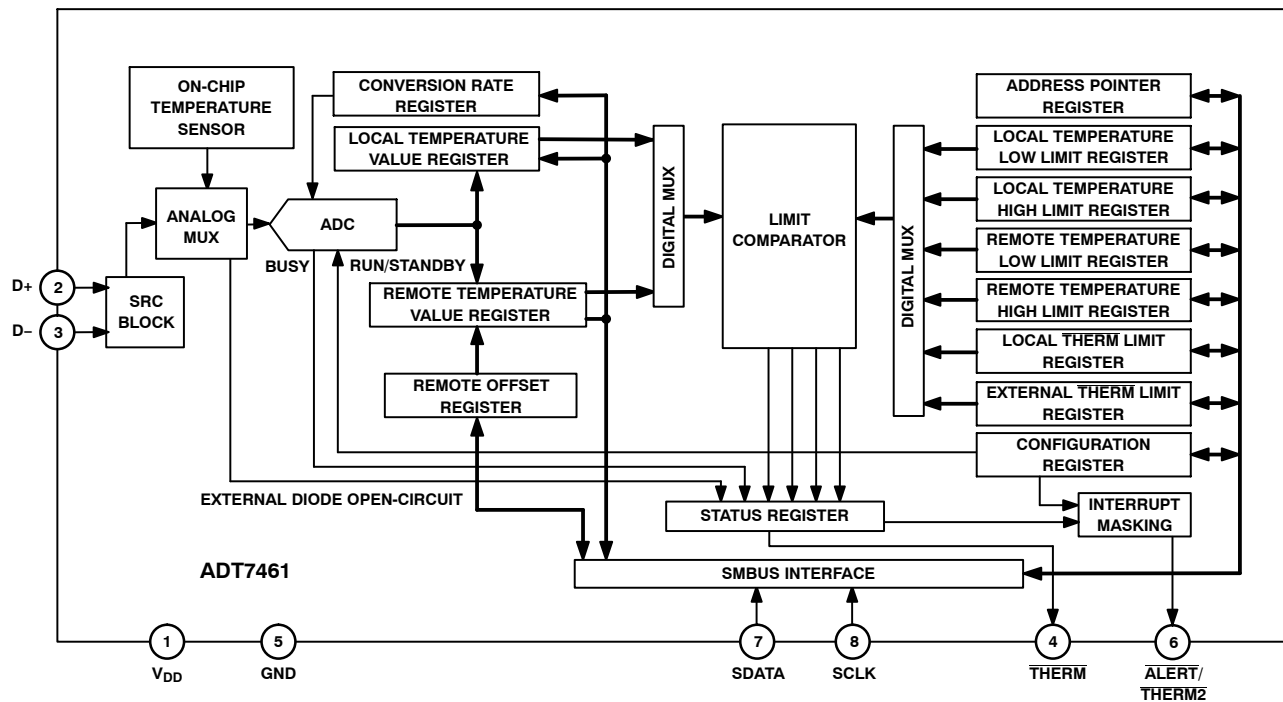 ON-CHIP
TEMPERATURE
SENSOR
CONVERSION RATE
REGISTER
LOCAL TEMPERATURE
VALUE REGISTER
ANALOG
MUX
ADC
BUSY
RUN/STANDBY
D+
2
D–
3
SRC
BLOCK
REMOTE TEMPERATURE
VALUE REGISTER
REMOTE OFFSET
REGISTER
DIGITAL MUX
LIMIT
COMPARATOR
DIGITAL MUX
ADDRESS POINTER
REGISTER
LOCAL TEMPERATURE
LOW LIMIT REGISTER
LOCAL TEMPERATURE
HIGH LIMIT REGISTER
REMOTE TEMPERATURE
LOW LIMIT REGISTER
REMOTE TEMPERATURE
HIGH LIMIT REGISTER
LOCAL THERM LIMIT
REGISTER
EXTERNAL THERM LIMIT
REGISTER
CONFIGURATION
REGISTER
EXTERNAL DIODE OPEN-CIRCUIT
STATUS REGISTER
INTERRUPT
MASKING
ADT7461
SMBUS INTERFACE
1
5
7
8
4
6
VDD
GND
SDATA
SCLK
THERM
ALERT/
THERM2